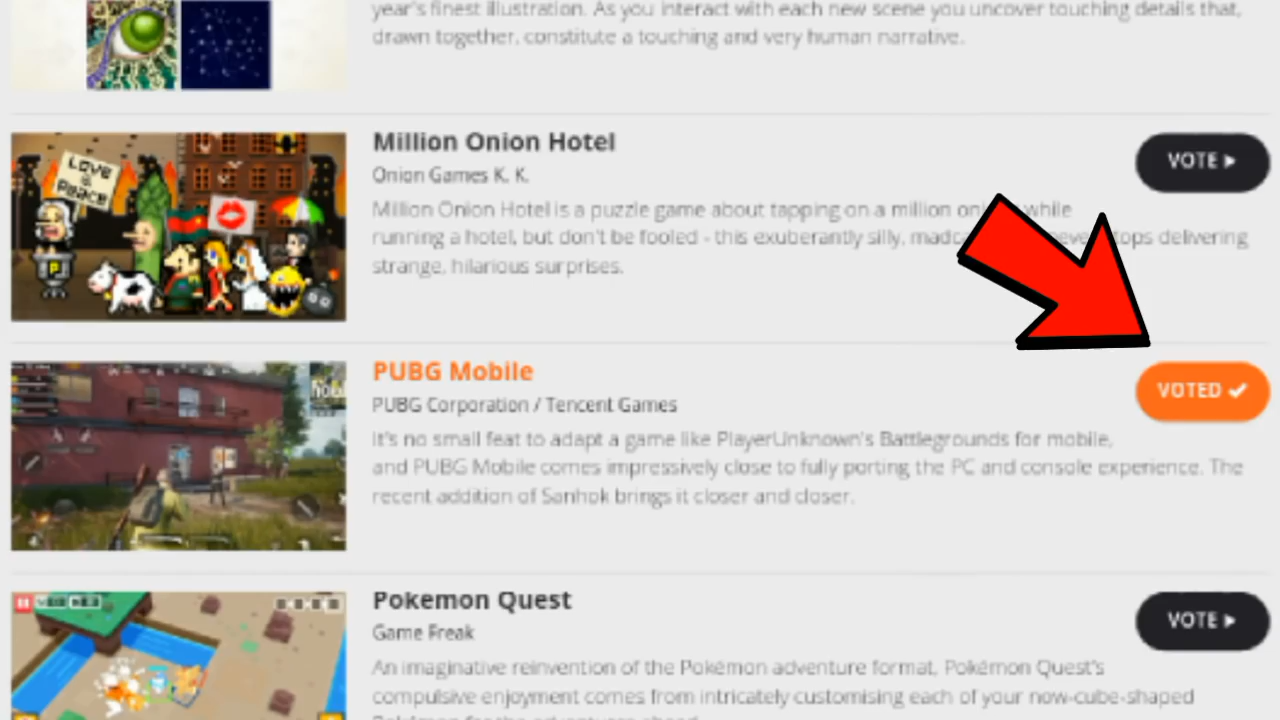 year's finest illustration. As you interact with each new scene you uncover touching details that,
drawn together, constitute a touching and very human narrative.
Million Onion Hotel
VOTE
Onion Games K. K.
LOVE & PEACE
Million Onion Hotel is a puzzle game about tapping on a million while
running a hotel, but don't be fooled - this exuberantly silly, delivering
strange, hilarious surprises.
P
PUBG Mobile
VOTED ✔
PUBG Corporation / Tencent Games
It's no small feat to adapt a game like PlayerUnknown's Battlegrounds for mobile,
and PUBG Mobile comes impressively close to fully porting the PC and console experience. The
recent addition of Sanhok brings it closer and closer.
Pokemon Quest
VOTE
Game Freak
An imaginative reinvention of the Pokémon adventure format, Pokémon Quest's
compulsive enjoyment comes from intricately customising each of your now-cube-shaped